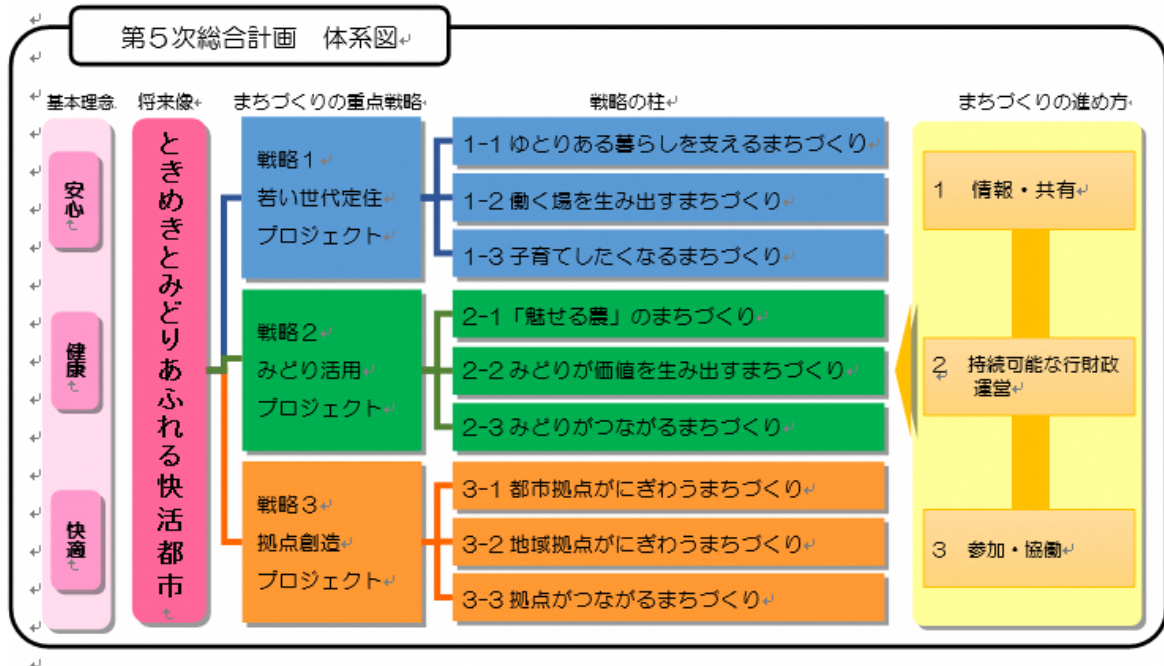 第５次総合計画　体系図
基本理念
将来像
まちづくりの重点戦略
戦略の柱
まちづくりの進め方
安心
健康
快適
ときめきとみどりあふれる快活都市
戦略１
若い世代定住
プロジェクト
1-1 ゆとりある暮らしを支えるまちづくり
1-2 働く場を生み出すまちづくり
1-3 子育てしたくなるまちづくり
戦略２
みどり活用
プロジェクト
2-1「魅せる農」のまちづくり
2-2 みどりが価値を生み出すまちづくり
2-3 みどりがつながるまちづくり
戦略３
拠点創造
プロジェクト
3-1 都市拠点がにぎわうまちづくり
3-2 地域拠点がにぎわうまちづくり
3-3 拠点がつながるまちづくり
1　情報・共有
2　持続可能な行財政
運営
3　参加・協働